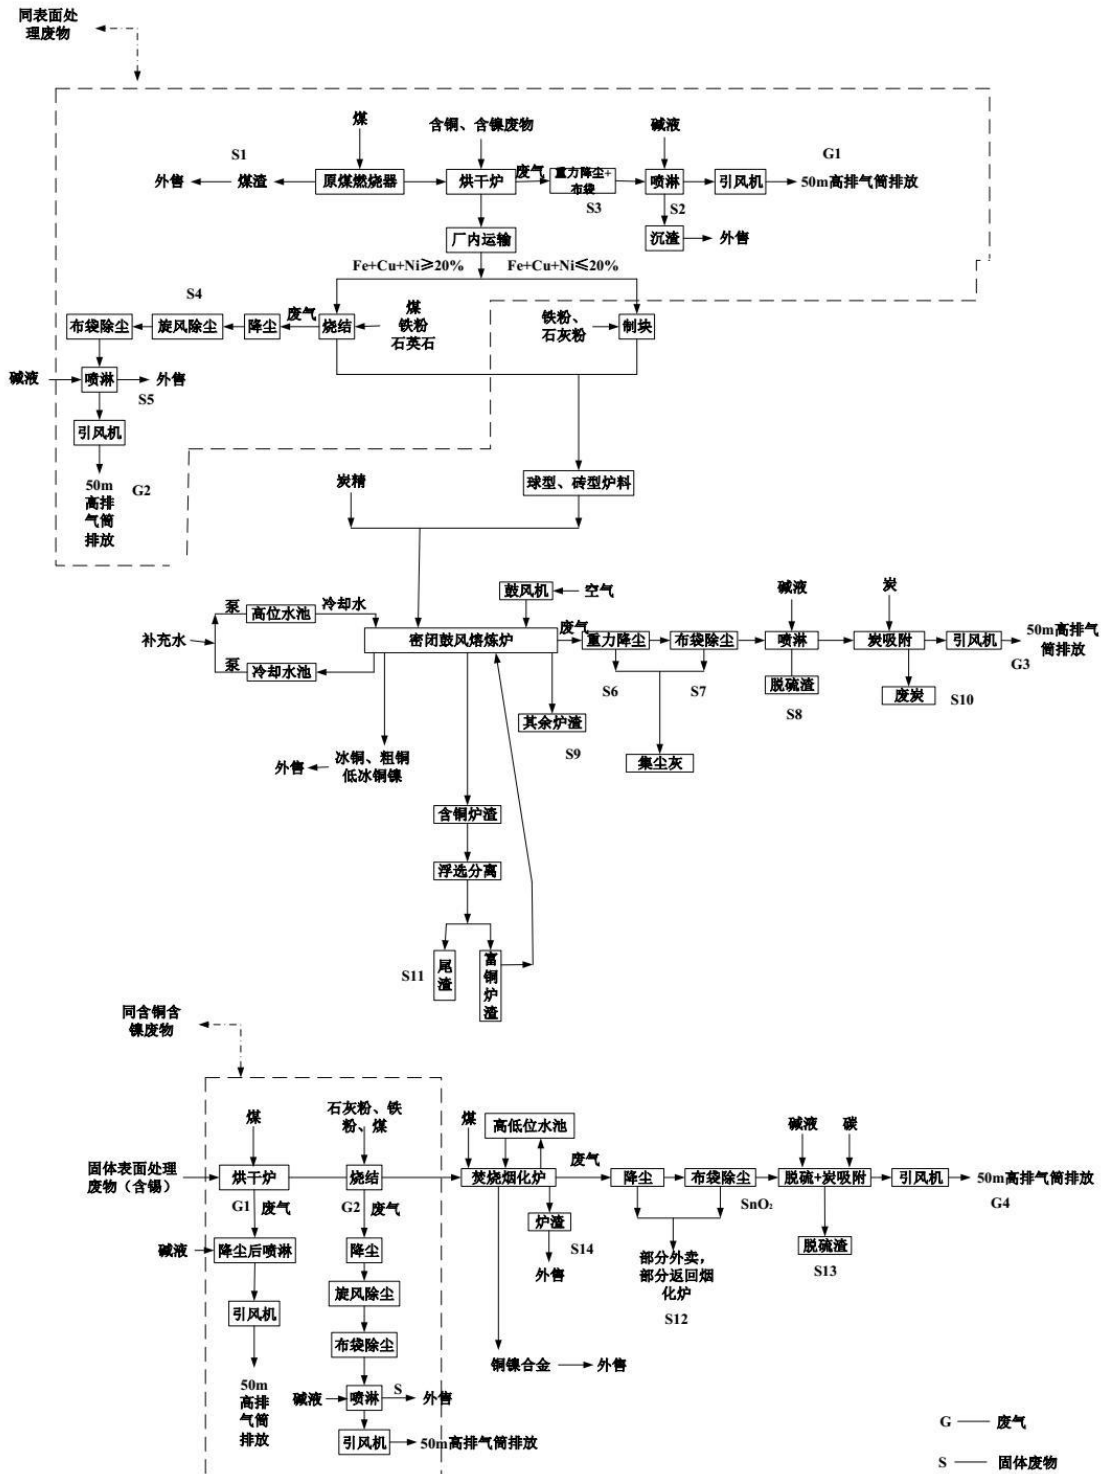 同表面处
理废物
煤
含铜、含镍废物
碱液
S1
G1
外售
煤渣
原煤燃烧器
烘干炉
废气
重力降尘+
布袋
喷淋
引风机
50m高排气筒排放
S3
S2
厂内运输
沉渣
外售
Fe+Cu+Ni≥20%
Fe+Cu+Ni≤20%
S4
布袋除尘
旋风除尘
降尘
废气
烧结
煤
铁粉
石英石
铁粉、
石灰粉
制块
碱液
喷淋
外售
S5
引风机
50m
高排
气筒
排放
G2
炭精
球型、砖型炉料
鼓风机
空气
碱液
炭
泵
高位水池
冷却水
补充水
密闭鼓风熔炼炉
废气
重力降尘
布袋除尘
喷淋
炭吸附
引风机
50m高排气
筒排放
G3
泵
冷却水池
S6
S7
脱硫渣
S8
废炭
S10
其余炉渣
S9
集尘灰
外售
冰铜、粗铜
低冰铜镍
含铜炉渣
浮选分离
S11
尾渣
富铜炉渣
同含铜含
镍废物
煤
石灰粉、铁
粉、煤
煤
高低位水池
碱液
碳
固体表面处理
废物（含锡）
烘干炉
烧结
焚烧烟化炉
废气
降尘
布袋除尘
脱硫+炭吸附
引风机
50m高排气筒排放
G1
废气
G2
废气
SnO₂
G4
碱液
降尘后喷淋
降尘
炉渣
S14
外售
部分外卖，
部分返回烟
化炉
S12
脱硫渣
S13
旋风除尘
引风机
布袋除尘
铜镍合金
外售
50m
高排
气筒
排放
碱液
喷淋
S
外售
引风机
50m高排气筒排放
G —— 废气
S —— 固体废物